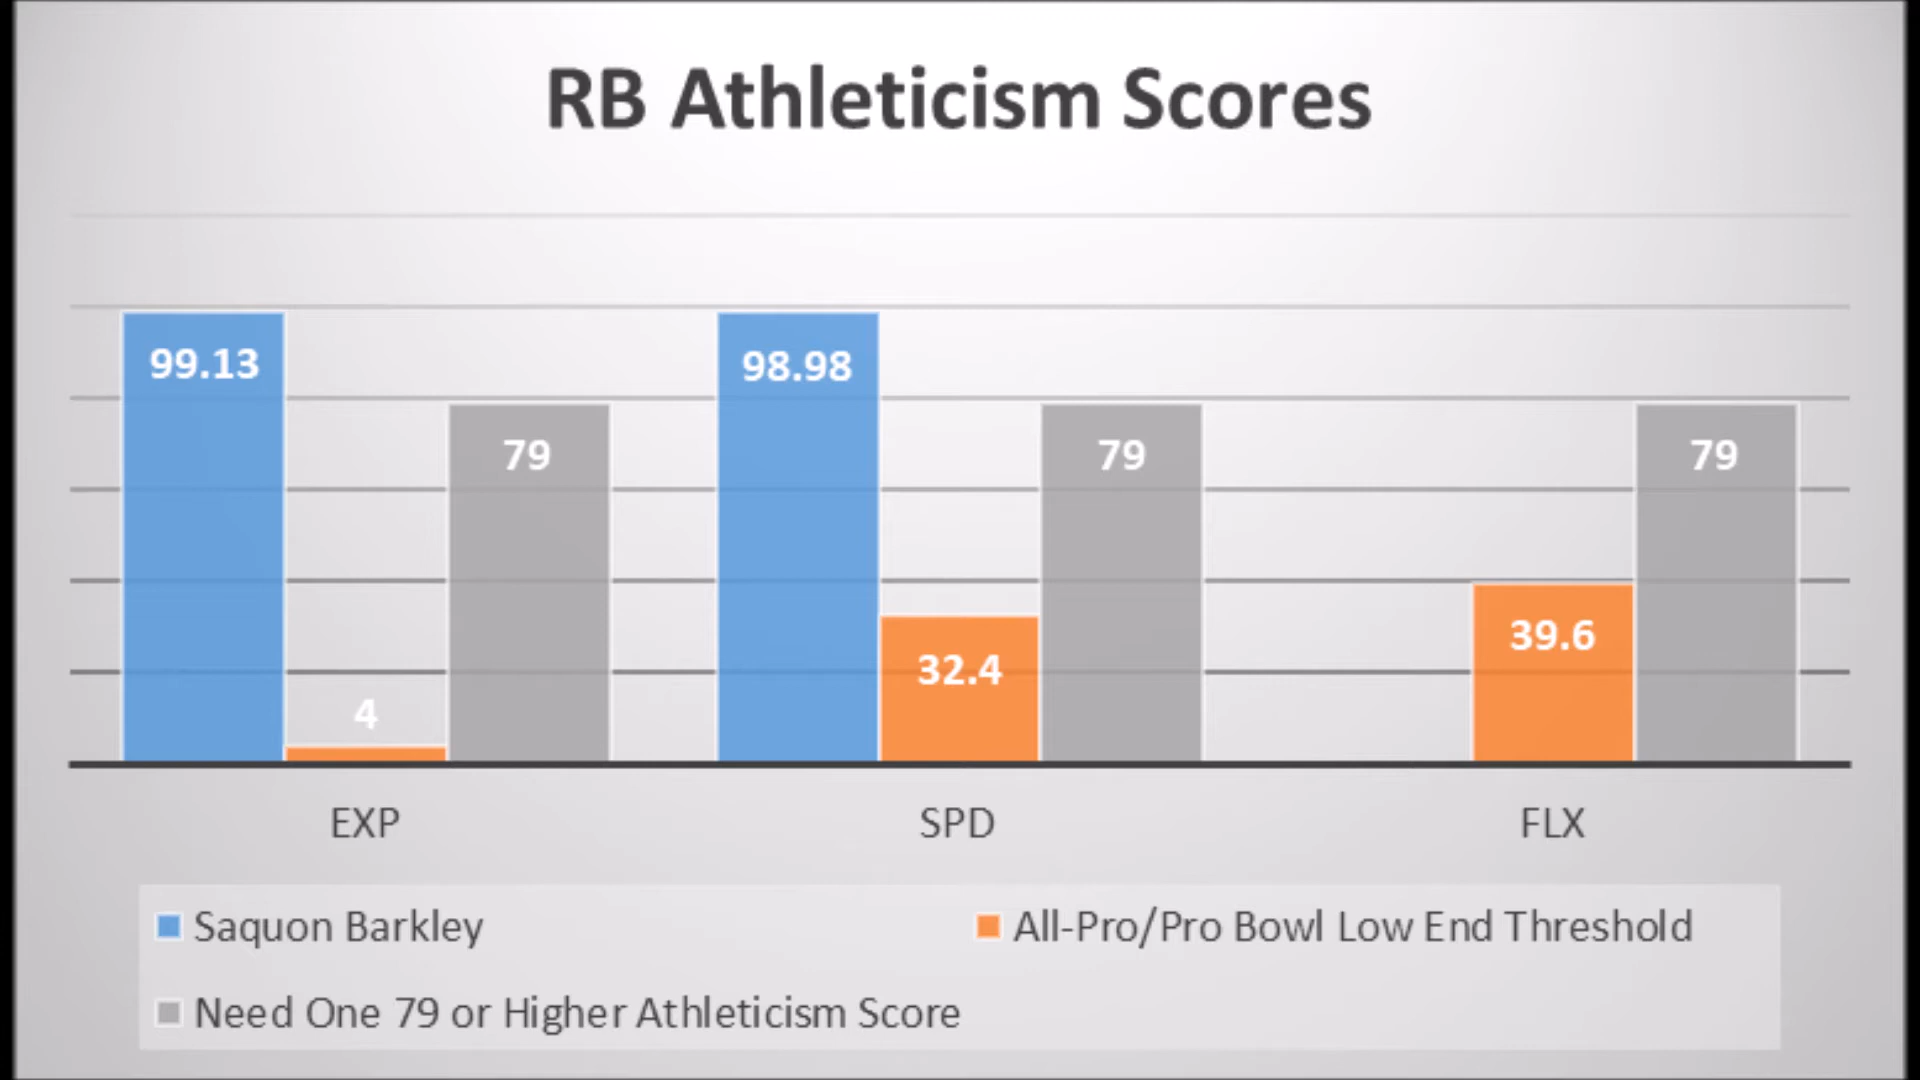 RB Athleticism Scores
99.13
98.98
79
79
79
39.6
32.4
4
EXP
SPD
FLX
Saquon Barkley
All-Pro/Pro Bowl Low End Threshold
Need One 79 or Higher Athleticism Score